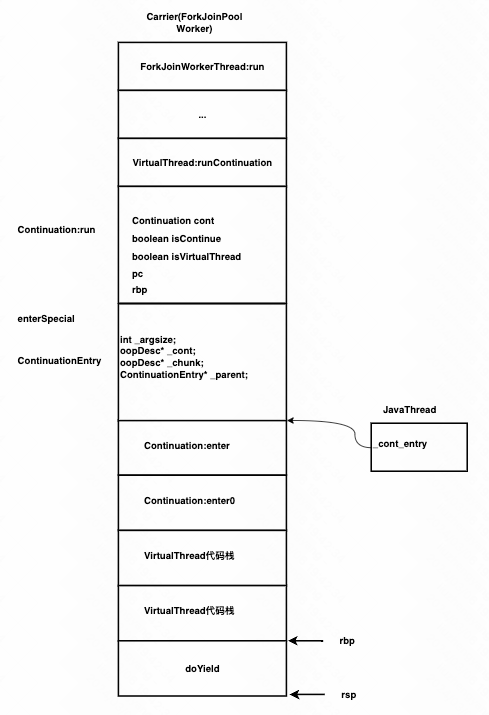 Carrier(ForkJoinPool
Worker)
ForkJoinWorkerThread:run
...
VirtualThread:runContinuation
Continuation:run
Continuation cont
boolean isContinue
boolean isVirtualThread
pc
rbp
enterSpecial
ContinuationEntry
int _argsize;
oopDesc* _cont;
oopDesc* _chunk;
ContinuationEntry* _parent;
JavaThread
_cont_entry
Continuation:enter
Continuation:enter0
VirtualThread代码栈
VirtualThread代码栈
rbp
doYield
rsp